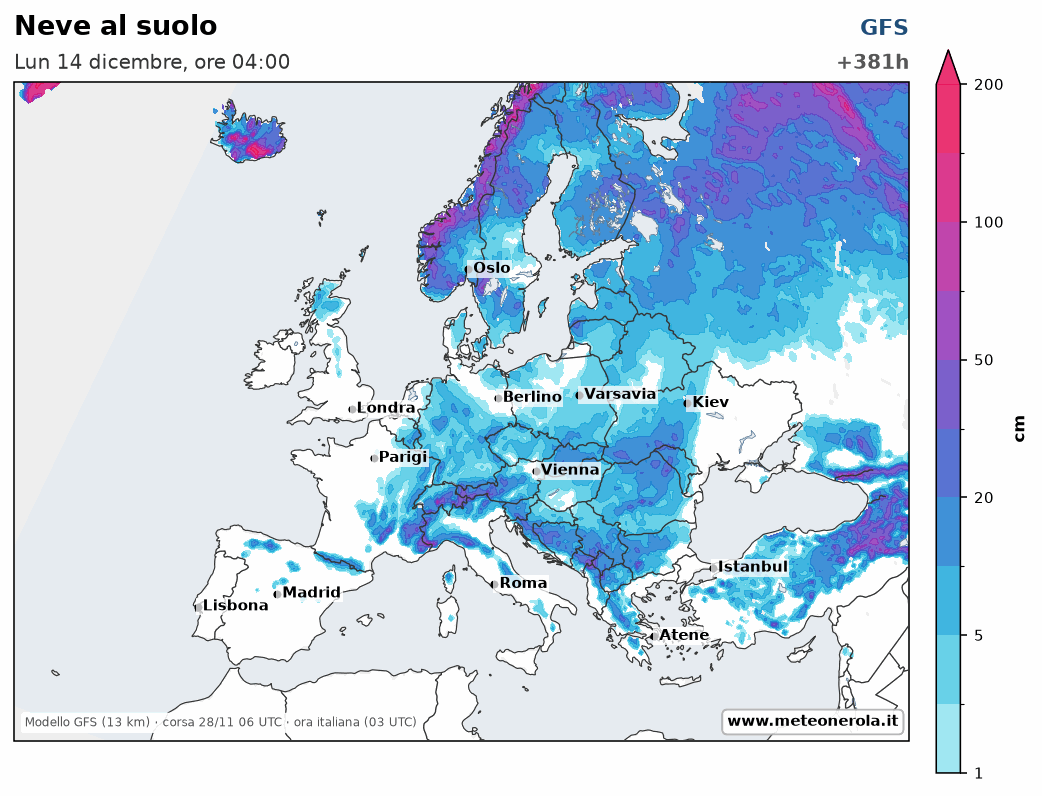 Neve al suolo
GFS
Lun 14 dicembre, ore 04:00
+381h
200
100
50
20
5
1
cm
Oslo
Londra
Berlino
Varsavia
Kiev
Parigi
Vienna
Istanbul
Roma
Madrid
Lisbona
Atene
Modello GFS (13 km) · corsa 28/11 06 UTC · ora italiana (03 UTC)
www.meteonerola.it